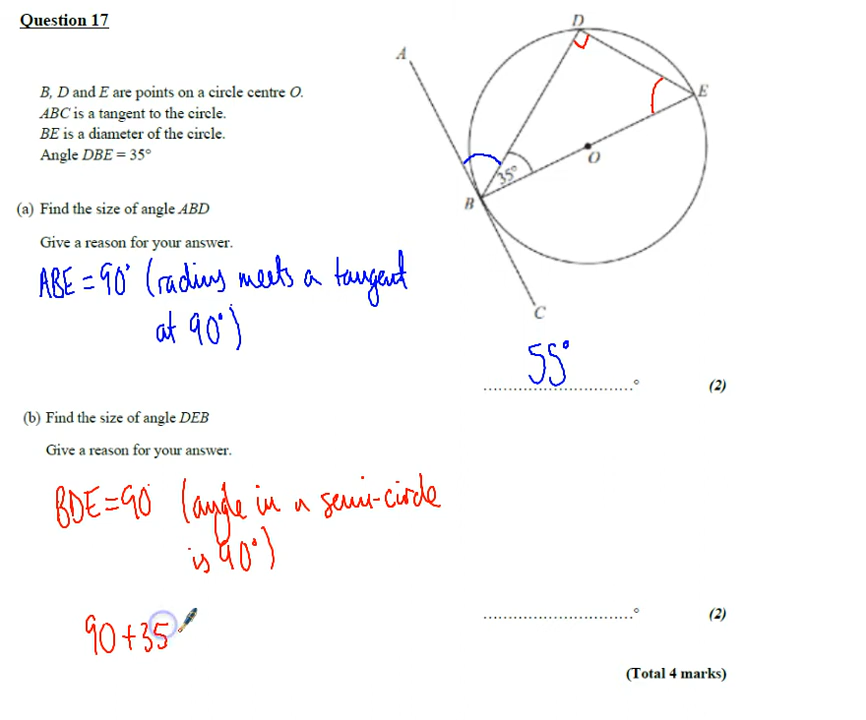 Question 17
D
A
B, D and E are points on a circle centre O.
ABC is a tangent to the circle.
BE is a diameter of the circle.
Angle DBE = 35°
E
O
35°
B
C
(a) Find the size of angle ABD
Give a reason for your answer.
ABE = 90° (radius meets a tangent
at 90°)
55°
..............................° (2)
(b) Find the size of angle DEB
Give a reason for your answer.
BDE=90 (angle in a semi-circle
is 90°)
..............................° (2)
90+35
(Total 4 marks)